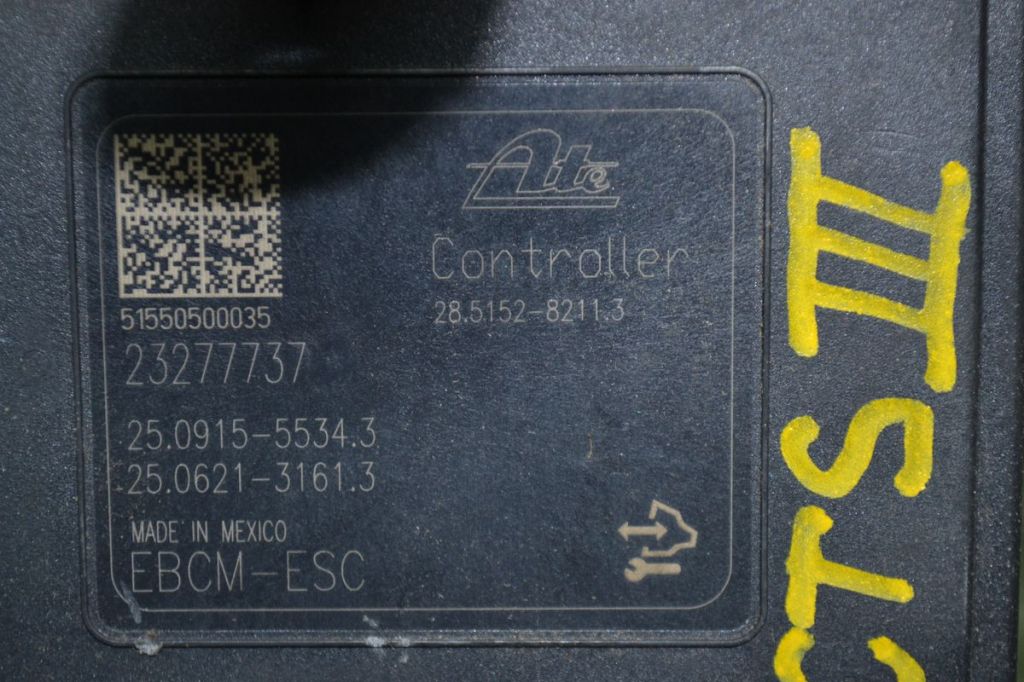 Ate
Controller
28.5152-8211.3
51550500035
23277737
25.0915-5534.3
25.0621-3161.3
MADE IN MEXICO
EBCM-ESC
CTS III